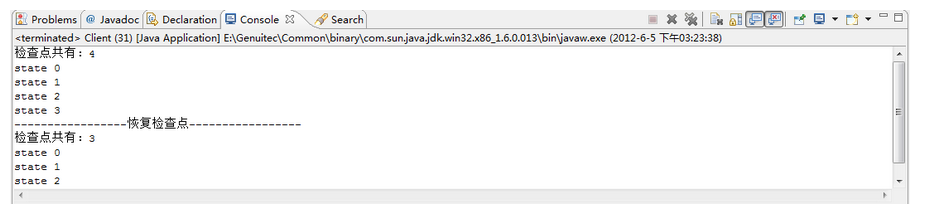 Problems @ Javadoc Declaration Console Search
<terminated> Client (31) [Java Application] E:\Genuitec\Common\binary\com.sun.java.jdk.win32.x86_1.6.0.013\bin\javaw.exe (2012-6-5 下午03:23:38)
检查点共有：4
state 0
state 1
state 2
state 3
-----------------恢复检查点-----------------
检查点共有：3
state 0
state 1
state 2